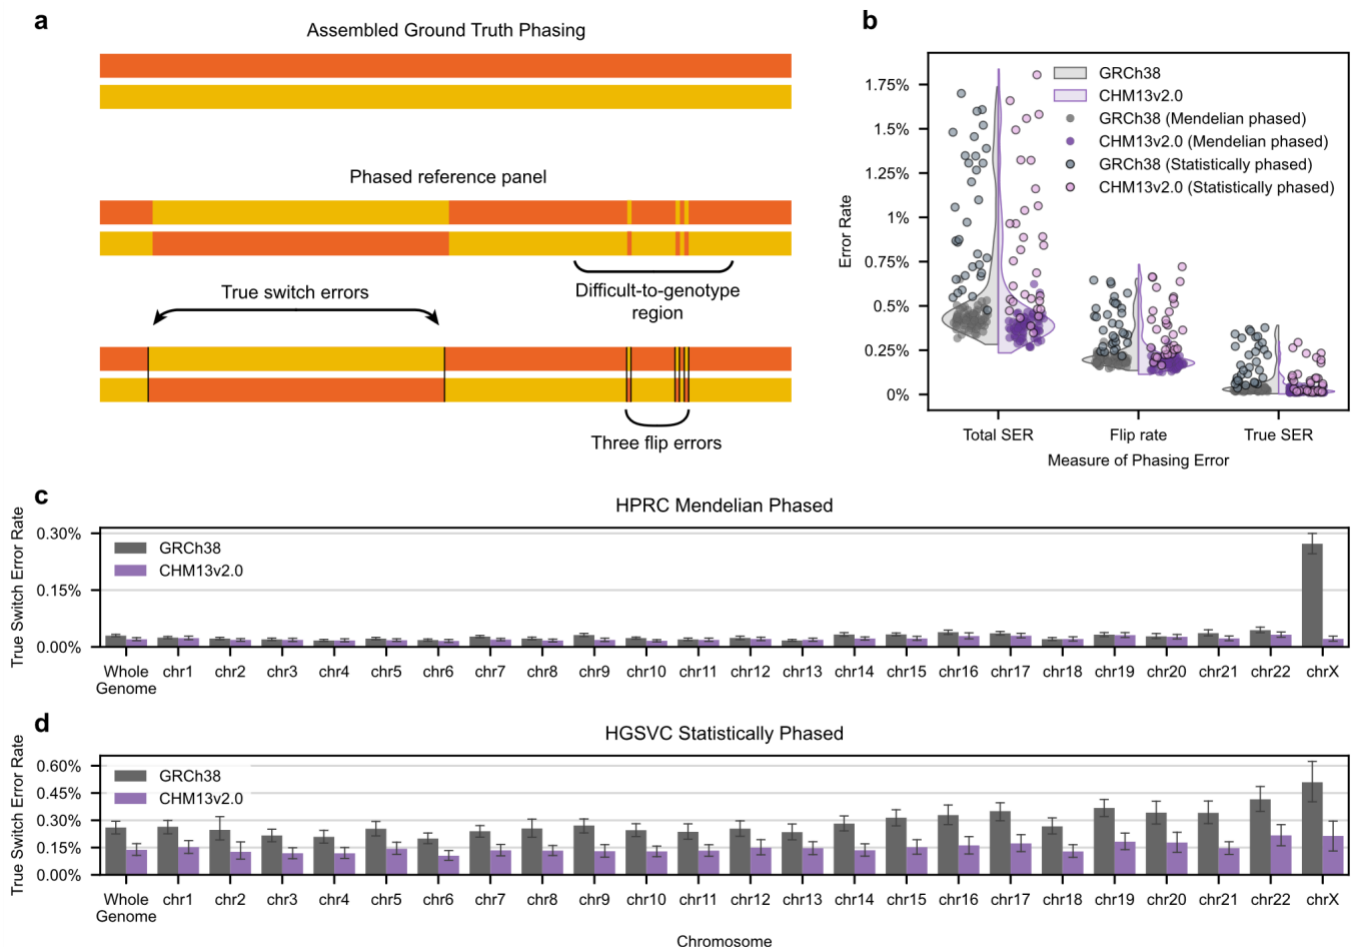 a
Assembled Ground Truth Phasing
Phased reference panel
True switch errors
Difficult-to-genotype
region
Three flip errors
b
Error Rate
1.75%
1.5%
1.25%
1%
0.75%
0.5%
0.25%
0%
GRCh38
CHM13v2.0
GRCh38 (Mendelian phased)
CHM13v2.0 (Mendelian phased)
GRCh38 (Statistically phased)
CHM13v2.0 (Statistically phased)
Total SER
Flip rate
True SER
Measure of Phasing Error
c
HPRC Mendelian Phased
True Switch Error Rate
0.30%
0.15%
0.00%
GRCh38
CHM13v2.0
Whole
Genome
chr1
chr2
chr3
chr4
chr5
chr6
chr7
chr8
chr9
chr10
chr11
chr12
chr13
chr14
chr15
chr16
chr17
chr18
chr19
chr20
chr21
chr22
chrX
d
HGSVC Statistically Phased
True Switch Error Rate
0.60%
0.45%
0.30%
0.15%
0.00%
GRCh38
CHM13v2.0
Whole
Genome
chr1
chr2
chr3
chr4
chr5
chr6
chr7
chr8
chr9
chr10
chr11
chr12
chr13
chr14
chr15
chr16
chr17
chr18
chr19
chr20
chr21
chr22
chrX
Chromosome